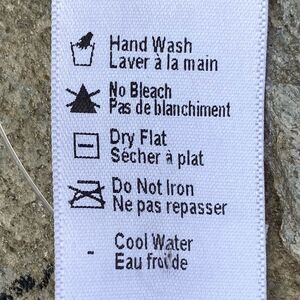 Hand Wash
Laver à la main
No Bleach
Pas de blanchiment
Dry Flat
Sécher à plat
Do Not Iron
Ne pas repasser
- Cool Water
Eau froide